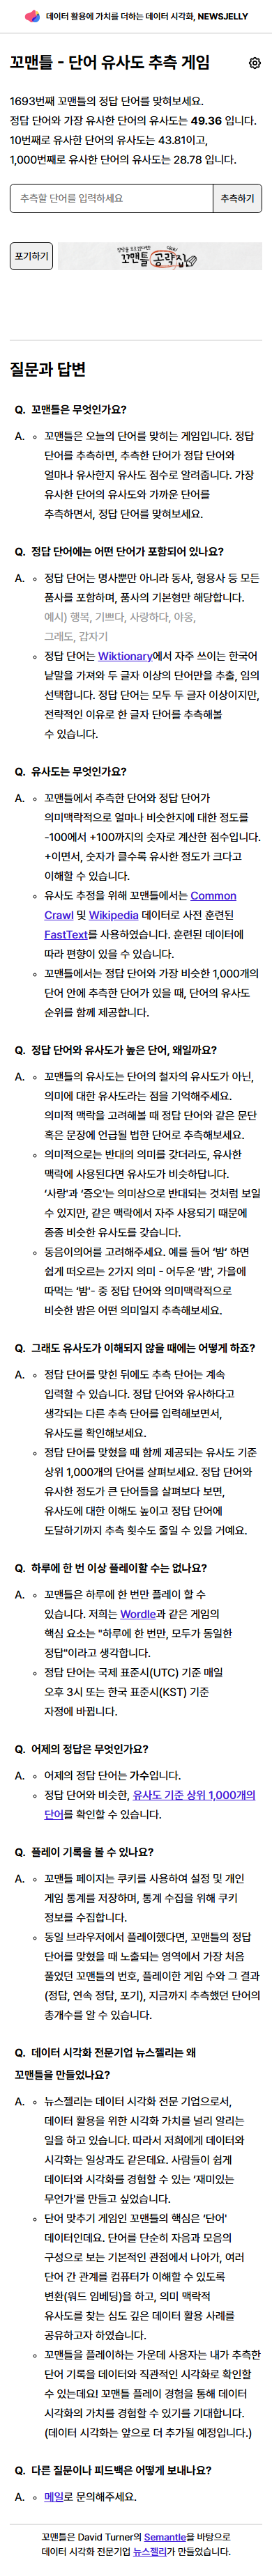 데이터 활용에 가치를 더하는 데이터 시각화, NEWSJELLY
꼬맨틀 - 단어 유사도 추측 게임
1693번째 꼬맨틀의 정답 단어를 맞혀보세요.
정답 단어와 가장 유사한 단어의 유사도는 49.36 입니다.
10번째로 유사한 단어의 유사도는 43.81이고,
1,000번째로 유사한 단어의 유사도는 28.78 입니다.
추측할 단어를 입력하세요
추측하기
포기하기
꼬맨틀 공략집
질문과 답변
Q. 꼬맨틀은 무엇인가요?
A. ◦ 꼬맨틀은 오늘의 단어를 맞히는 게임입니다. 정답
단어를 추측하면, 추측한 단어가 정답 단어와
얼마나 유사한지 유사도 점수로 알려줍니다. 가장
유사한 단어의 유사도와 가까운 단어를
추측하면서, 정답 단어를 맞혀보세요.
Q. 정답 단어에는 어떤 단어가 포함되어 있나요?
A. ◦ 정답 단어는 명사뿐만 아니라 동사, 형용사 등 모든
품사를 포함하며, 품사의 기본형만 해당합니다.
예시) 행복, 기쁘다, 사랑하다, 야옹,
그래도, 갑자기
◦ 정답 단어는 Wiktionary에서 자주 쓰이는 한국어
낱말을 가져와 두 글자 이상의 단어만을 추출, 임의
선택합니다. 정답 단어는 모두 두 글자 이상이지만,
전략적인 이유로 한 글자 단어를 추측해볼
수 있습니다.
Q. 유사도는 무엇인가요?
A. ◦ 꼬맨틀에서 추측한 단어와 정답 단어가
의미맥락적으로 얼마나 비슷한지에 대한 정도를
-100에서 +100까지의 숫자로 계산한 점수입니다.
+이면서, 숫자가 클수록 유사한 정도가 크다고
이해할 수 있습니다.
◦ 유사도 추정을 위해 꼬맨틀에서는 Common
Crawl 및 Wikipedia 데이터로 사전 훈련된
FastText를 사용하였습니다. 훈련된 데이터에
따라 편향이 있을 수 있습니다.
◦ 꼬맨틀에서는 정답 단어와 가장 비슷한 1,000개의
단어 안에 추측한 단어가 있을 때, 단어의 유사도
순위를 함께 제공합니다.
Q. 정답 단어와 유사도가 높은 단어, 왜일까요?
A. ◦ 꼬맨틀의 유사도는 단어의 철자의 유사도가 아닌,
의미에 대한 유사도라는 점을 기억해주세요.
의미적 맥락을 고려해볼 때 정답 단어와 같은 문단
혹은 문장에 언급될 법한 단어로 추측해보세요.
◦ 의미적으로는 반대의 의미를 갖더라도, 유사한
맥락에 사용된다면 유사도가 비슷하답니다.
‘사랑'과 ‘증오'는 의미상으로 반대되는 것처럼 보일
수 있지만, 같은 맥락에서 자주 사용되기 때문에
종종 비슷한 유사도를 갖습니다.
◦ 동음이의어를 고려해주세요. 예를 들어 ‘밤’ 하면
쉽게 떠오르는 2가지 의미 - 어두운 ‘밤', 가을에
따먹는 ‘밤'- 중 정답 단어와 의미맥락적으로
비슷한 밤은 어떤 의미일지 추측해보세요.
Q. 그래도 유사도가 이해되지 않을 때에는 어떻게 하죠?
A. ◦ 정답 단어를 맞힌 뒤에도 추측 단어는 계속
입력할 수 있습니다. 정답 단어와 유사하다고
생각되는 다른 추측 단어를 입력해보면서,
유사도를 확인해보세요.
◦ 정답 단어를 맞혔을 때 함께 제공되는 유사도 기준
상위 1,000개의 단어를 살펴보세요. 정답 단어와
유사한 정도가 큰 단어들을 살펴보다 보면,
유사도에 대한 이해도 높이고 정답 단어에
도달하기까지 추측 횟수도 줄일 수 있을 거예요.
Q. 하루에 한 번 이상 플레이할 수는 없나요?
A. ◦ 꼬맨틀은 하루에 한 번만 플레이 할 수
있습니다. 저희는 Wordle과 같은 게임의
핵심 요소는 "하루에 한 번만, 모두가 동일한
정답"이라고 생각합니다.
◦ 정답 단어는 국제 표준시(UTC) 기준 매일
오후 3시 또는 한국 표준시(KST) 기준
자정에 바뀝니다.
Q. 어제의 정답은 무엇인가요?
A. ◦ 어제의 정답 단어는 가수입니다.
◦ 정답 단어와 비슷한, 유사도 기준 상위 1,000개의
단어를 확인할 수 있습니다.
Q. 플레이 기록을 볼 수 있나요?
A. ◦ 꼬맨틀 페이지는 쿠키를 사용하여 설정 및 개인
게임 통계를 저장하며, 통계 수집을 위해 쿠키
정보를 수집합니다.
◦ 동일 브라우저에서 플레이했다면, 꼬맨틀의 정답
단어를 맞혔을 때 노출되는 영역에서 가장 처음
풀었던 꼬맨틀의 번호, 플레이한 게임 수와 그 결과
(정답, 연속 정답, 포기), 지금까지 추측했던 단어의
총개수를 알 수 있습니다.
Q. 데이터 시각화 전문기업 뉴스젤리는 왜
꼬맨틀을 만들었나요?
A. ◦ 뉴스젤리는 데이터 시각화 전문 기업으로서,
데이터 활용을 위한 시각화 가치를 널리 알리는
일을 하고 있습니다. 따라서 저희에게 데이터와
시각화는 일상과도 같은데요. 사람들이 쉽게
데이터와 시각화를 경험할 수 있는 ‘재미있는
무언가'를 만들고 싶었습니다.
◦ 단어 맞추기 게임인 꼬맨틀의 핵심은 ‘단어'
데이터인데요. 단어를 단순히 자음과 모음의
구성으로 보는 기본적인 관점에서 나아가, 여러
단어 간 관계를 컴퓨터가 이해할 수 있도록
변환(워드 임베딩)을 하고, 의미 맥락적
유사도를 찾는 심도 깊은 데이터 활용 사례를
공유하고자 하였습니다.
◦ 꼬맨틀을 플레이하는 가운데 사용자는 내가 추측한
단어 기록을 데이터와 직관적인 시각화로 확인할
수 있는데요! 꼬맨틀 플레이 경험을 통해 데이터
시각화의 가치를 경험할 수 있기를 기대합니다.
(데이터 시각화는 앞으로 더 추가될 예정입니다.)
Q. 다른 질문이나 피드백은 어떻게 보내나요?
A. ◦ 메일로 문의해주세요.
꼬맨틀은 David Turner의 Semantle을 바탕으로
데이터 시각화 전문기업 뉴스젤리가 만들었습니다.